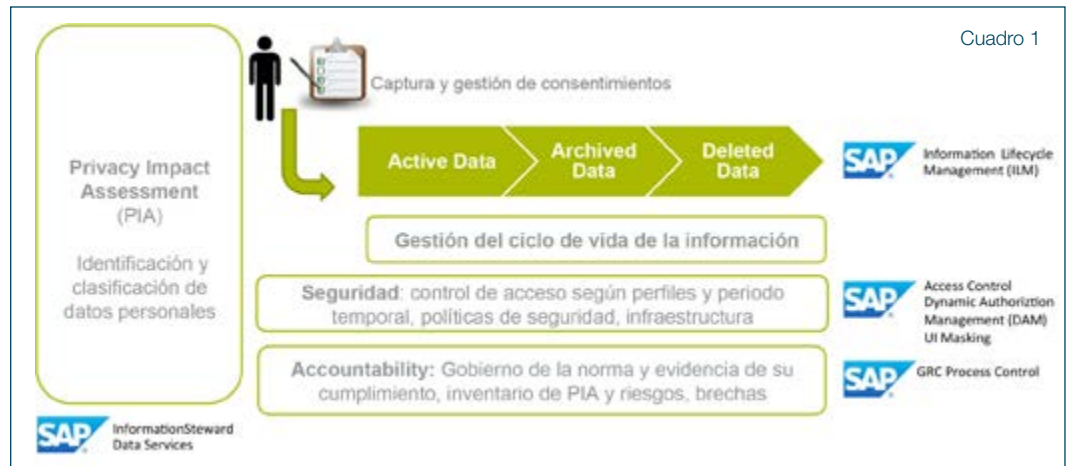 Cuadro 1
Captura y gestión de consentimientos
Privacy Impact
Assessment
(PIA)
Identificación y
clasificación de
datos personales
Active Data
Archived
Data
Deleted
Data
SAP
Information Lifecycle
Management (ILM)
Gestión del ciclo de vida de la información
Seguridad: control de acceso según perfiles y periodo
temporal, políticas de seguridad, infraestructura
SAP
Access Control
Dynamic Authoriztion
Management (DAM)
UI Masking
Accountability: Gobierno de la norma y evidencia de su
cumplimiento, inventario de PIA y riesgos, brechas
SAP
GRC Process Control
SAP
InformationSteward
Data Services